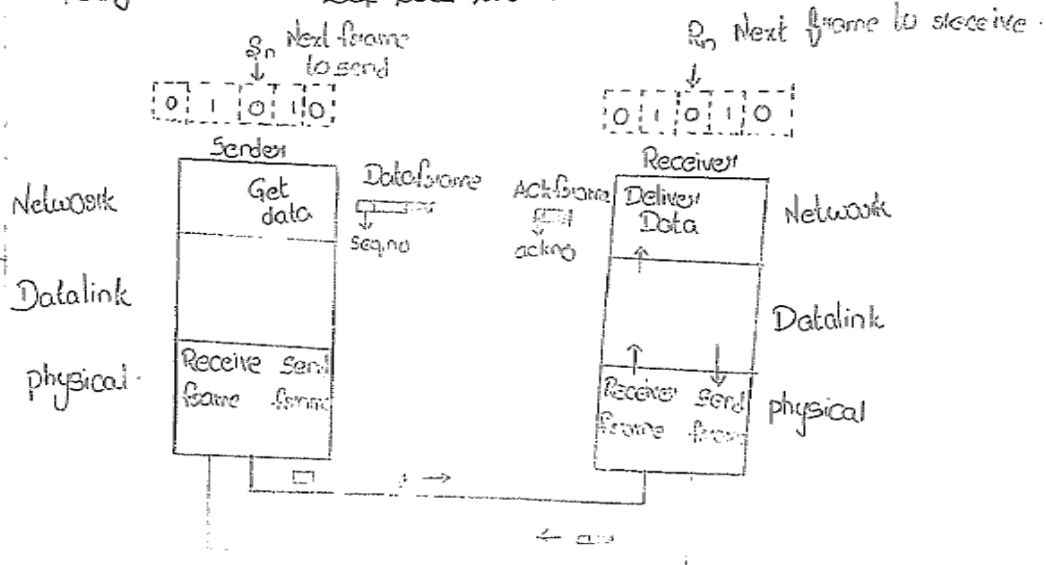 Sn Next frame
to send
Rn Next frame to receive.
0 1 0 1 0
0 1 0 1 0
Sender
Receiver
Network
Get
data
Dataframe
seq.no
Ackframe
ackno
Deliver
Data
Network
Datalink
Datalink
physical.
Receive Send
frame frame
Receiver Send
frame
physical